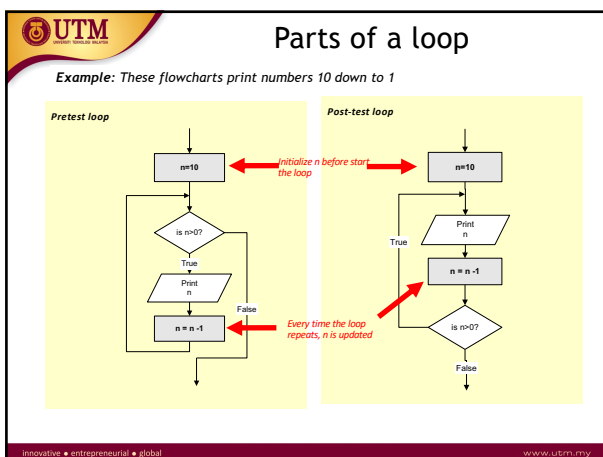 UTM
UNIVERSITI TEKNOLOGI MALAYSIA
Parts of a loop
Example: These flowcharts print numbers 10 down to 1
Pretest loop
n=10
is n>0?
True
Print
n
False
n = n -1
Initialize n before start
the loop
Every time the loop
repeats, n is updated
Post-test loop
n=10
Print
n
True
n = n -1
is n>0?
False
innovative ● entrepreneurial ● global
www.utm.my